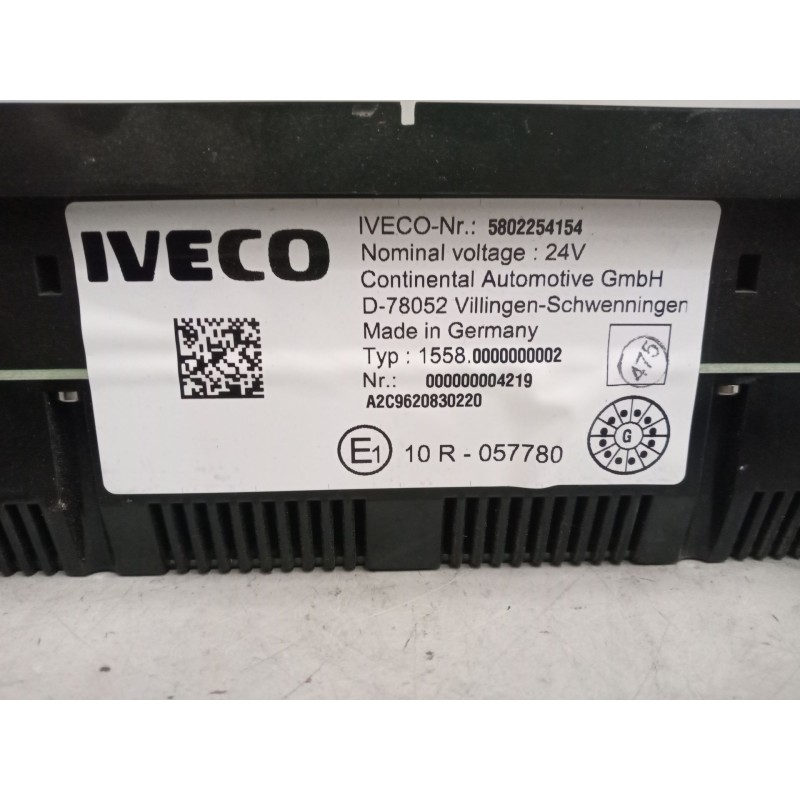 IVECO
IVECO-Nr.: 5802254154
Nominal voltage : 24V
Continental Automotive GmbH
D-78052 Villingen-Schwenningen
Made in Germany
Typ : 1558.0000000002
Nr.: 000000004219
A2C9620830220
475
E1 10 R - 057780
G